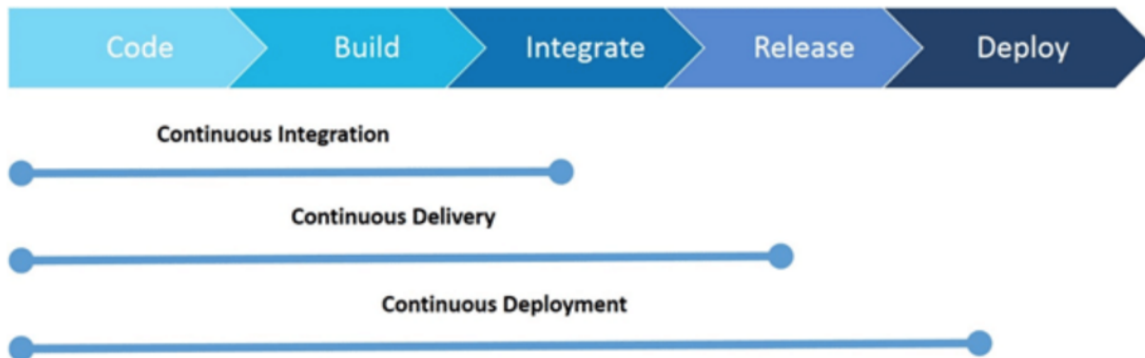 Code Build Integrate Release Deploy
Continuous Integration
Continuous Delivery
Continuous Deployment